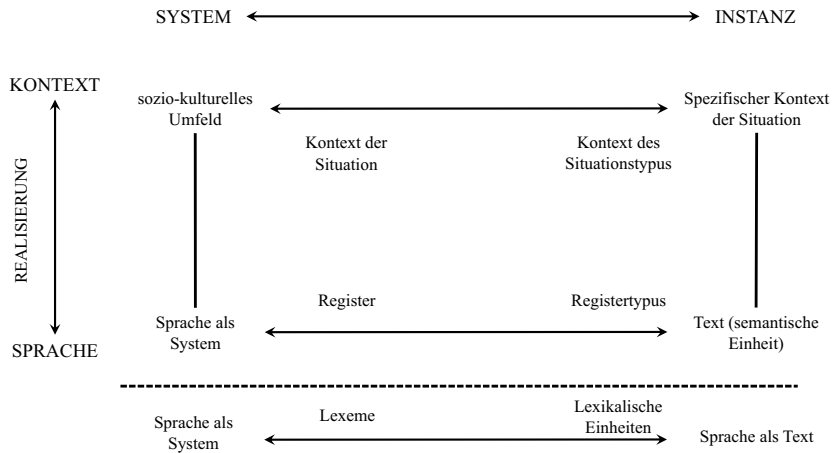 SYSTEM
INSTANZ
KONTEXT
sozio-kulturelles
Umfeld
Spezifischer Kontext
der Situation
Kontext der
Situation
Kontext des
Situationstypus
REALISIERUNG
Register
Registertypus
Sprache als
System
Text (semantische
Einheit)
SPRACHE
Sprache als
System
Lexeme
Lexikalische
Einheiten
Sprache als Text